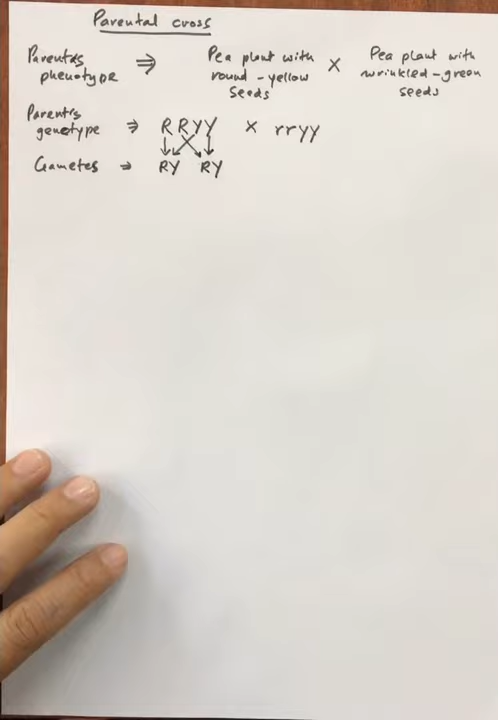 Parental cross
Parent's phenotype ⇒ Pea plant with round-yellow seeds × Pea plant with wrinkled-green seeds
Parent's genotype ⇒ RRYY × rryy
Gametes ⇒ RY RY